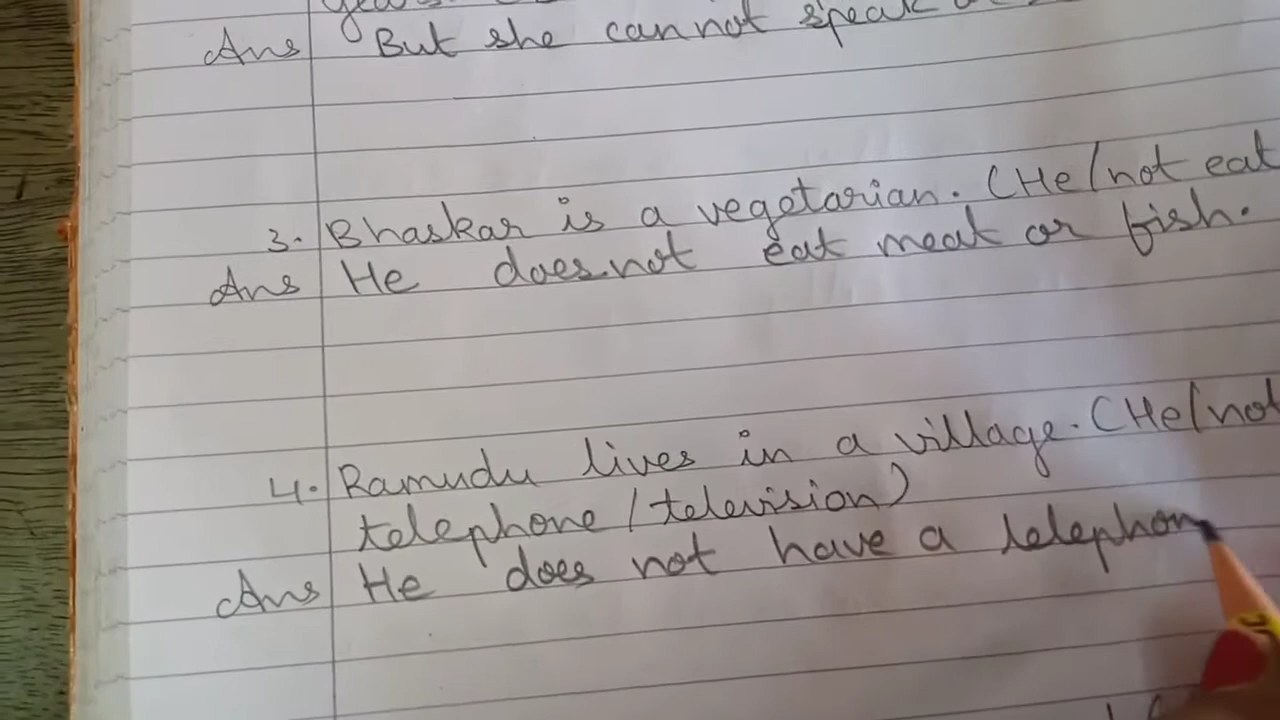 Ans But she cannot speak
3. Bhaskar is a vegetarian. (He/not eat
Ans He does not eat meat or fish.
4. Ramudu lives in a village. (He/not
telephone/television)
Ans He does not have a telephon